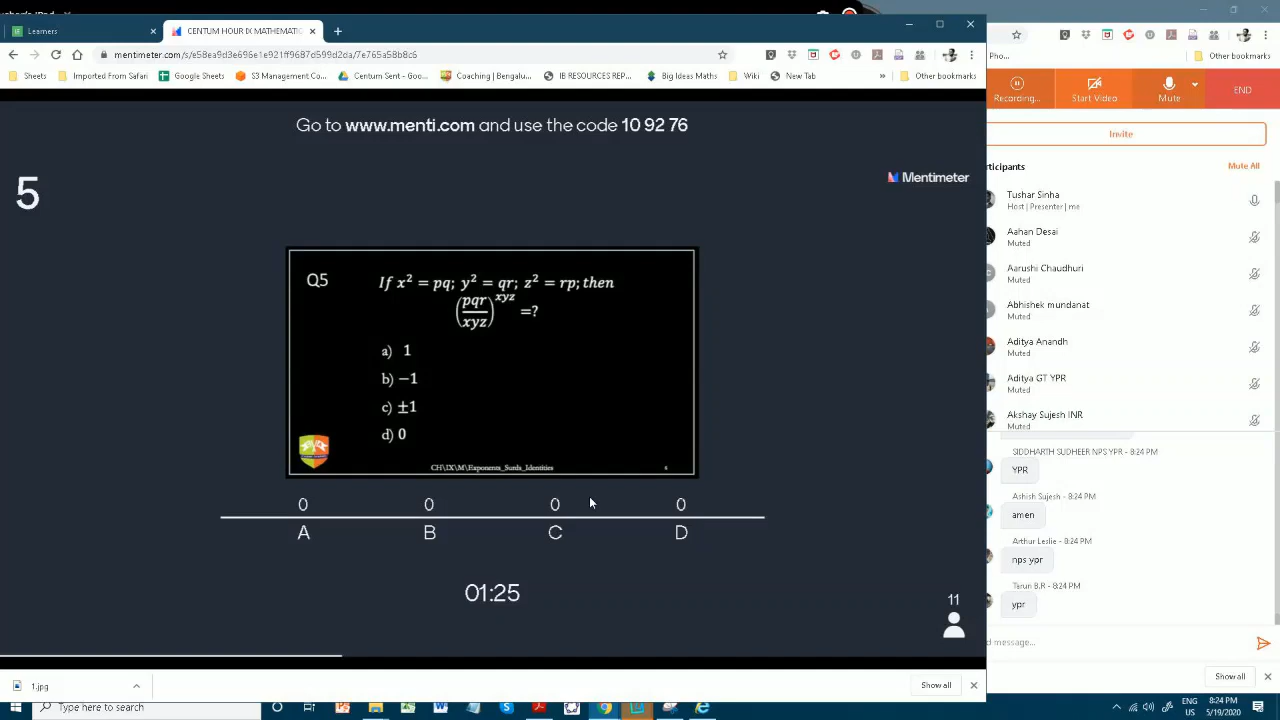 Learners
CENTUM HOUR IX MATHEMATIC
mentimeter.com/s/e58ea9d3e696e1e921ff9687d599d2da/7e765a5b8b6c6
Sheets
Imported From Safari
Google Sheets
S3 Management Co...
Centum Sent - Goo...
Coaching | Bengalu...
IB RESOURCES REP...
Big Ideas Maths
Wiki
New Tab
»
Other bookmarks
Pho...
Other bookmarks
Go to www.menti.com and use the code 10 92 76
5
Mentimeter
Q5
If x² = pq; y² = qr; z² = rp; then
(pqr/xyz)^xyz =?
a) 1
b) −1
c) ±1
d) 0
CH\IX\M\Exponents_Surds_Identities
0 0 0 0
A B C D
01:25
11
Recording...
Start Video
Mute
END
Invite
rticipants
Mute All
Tushar Sinha
Host | Presenter | me
Aahan Desai
Muted
Aarushi Chaudhuri
Muted
Abhishek mundanat
Muted
Aditya Anandh
Muted
Aditya GT YPR
Muted
Akshay Sujesh INR
Muted
SIDDHARTH SUDHEER NPS YPR - 8:24 PM
YPR
Ashish Sujesh - 8:24 PM
amen
Arthur Leslie - 8:24 PM
nps ypr
Tarun B.R - 8:24 PM
ypr
d message...
1.jpg
Show all
Show all
Type here to search
ENG
US
8:24 PM
5/19/2020